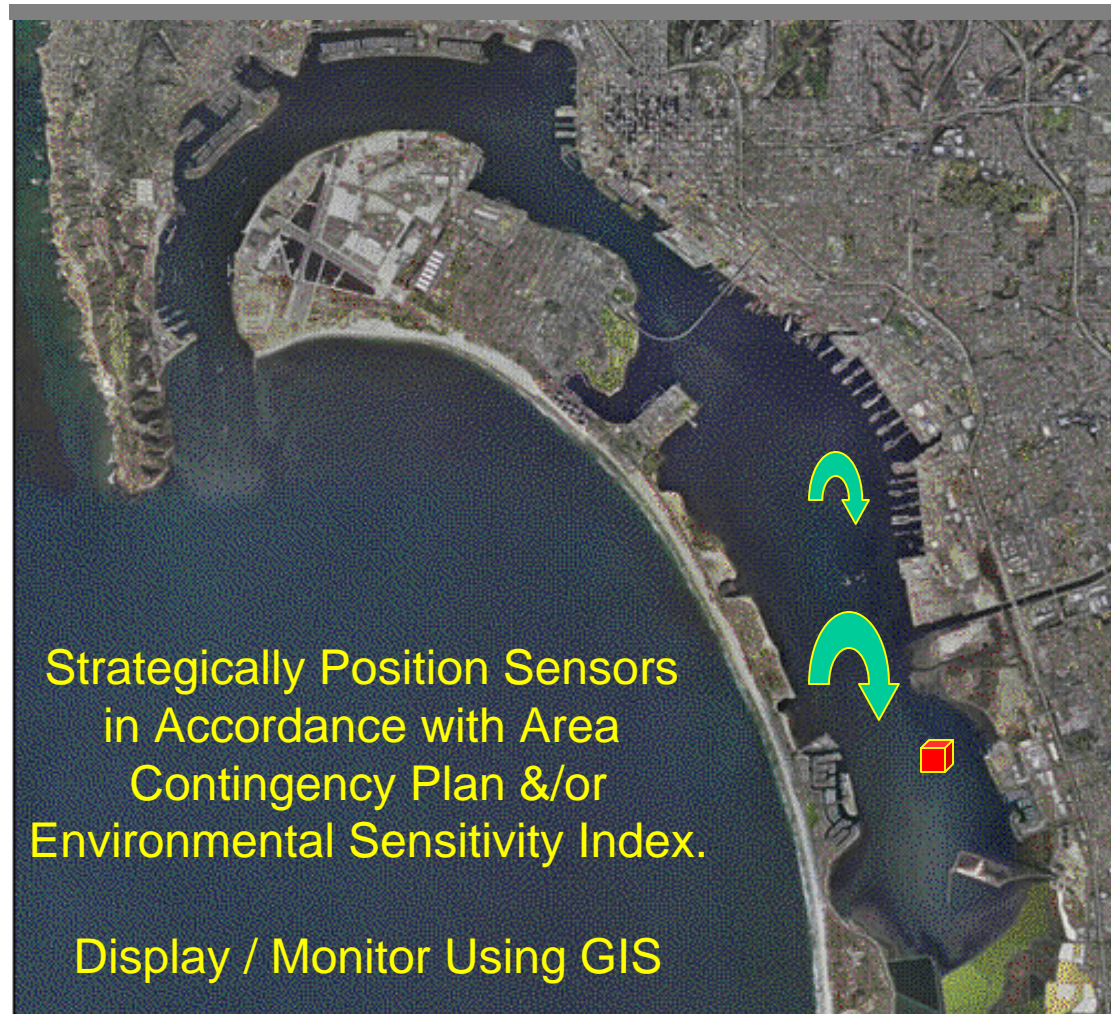 Strategically Position Sensors
in Accordance with Area
Contingency Plan &/or
Environmental Sensitivity Index.
Display / Monitor Using GIS